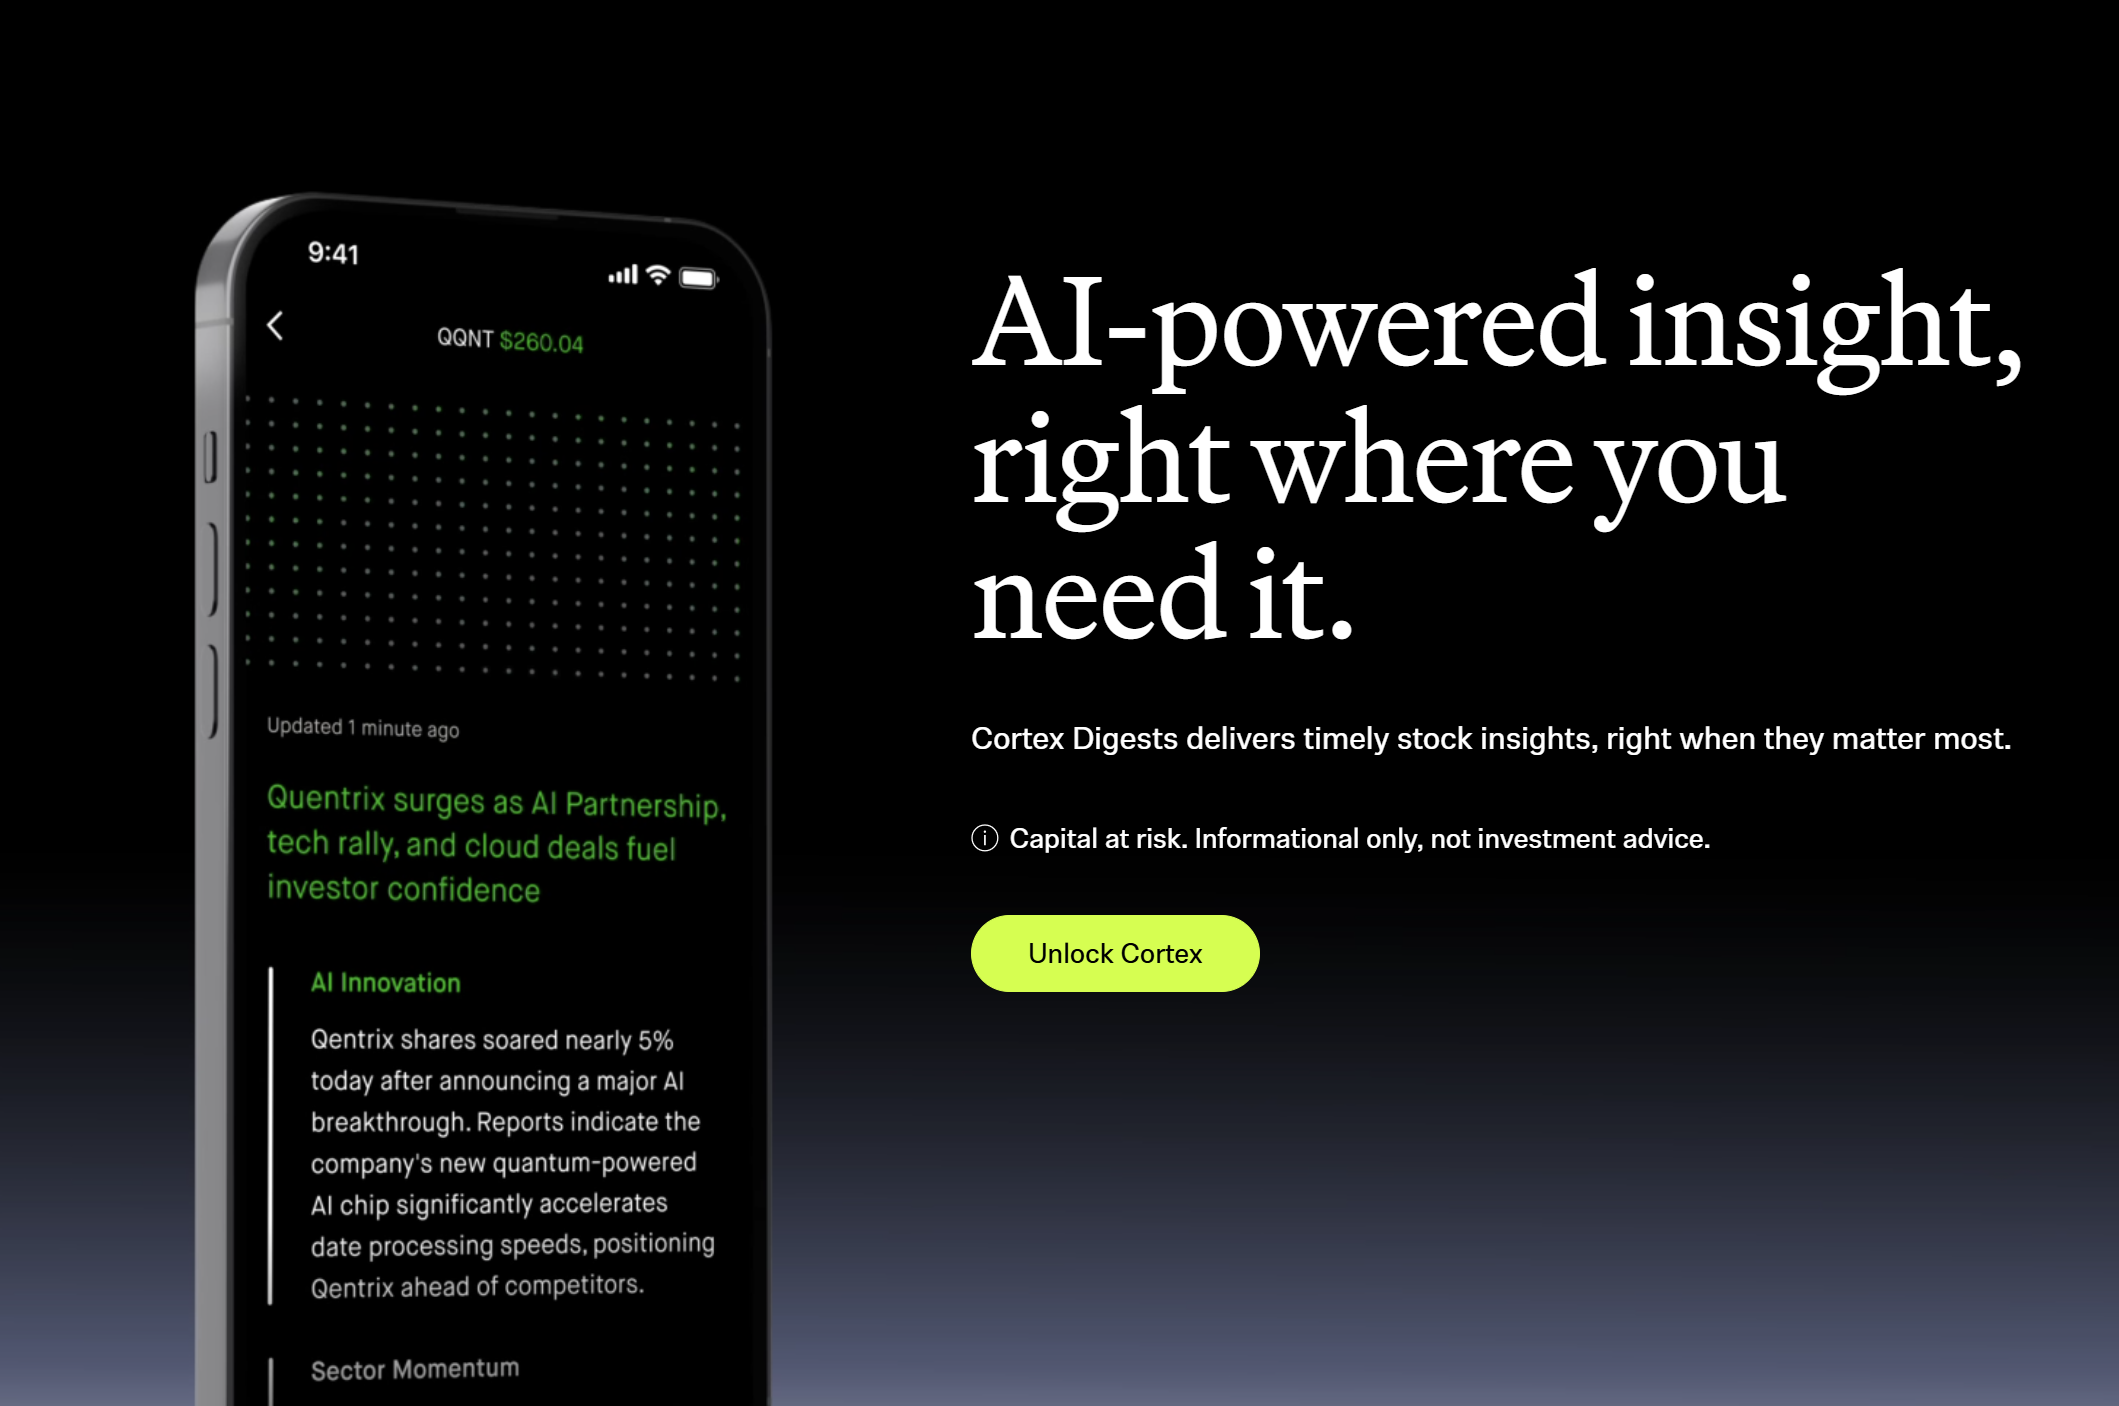 9:41
QQNT $260.04
Updated 1 minute ago
Quentrix surges as AI Partnership,
tech rally, and cloud deals fuel
investor confidence
AI Innovation
Qentrix shares soared nearly 5%
today after announcing a major AI
breakthrough. Reports indicate the
company's new quantum-powered
AI chip significantly accelerates
date processing speeds, positioning
Qentrix ahead of competitors.
Sector Momentum
AI-powered insight,
right where you
need it.
Cortex Digests delivers timely stock insights, right when they matter most.
Capital at risk. Informational only, not investment advice.
Unlock Cortex